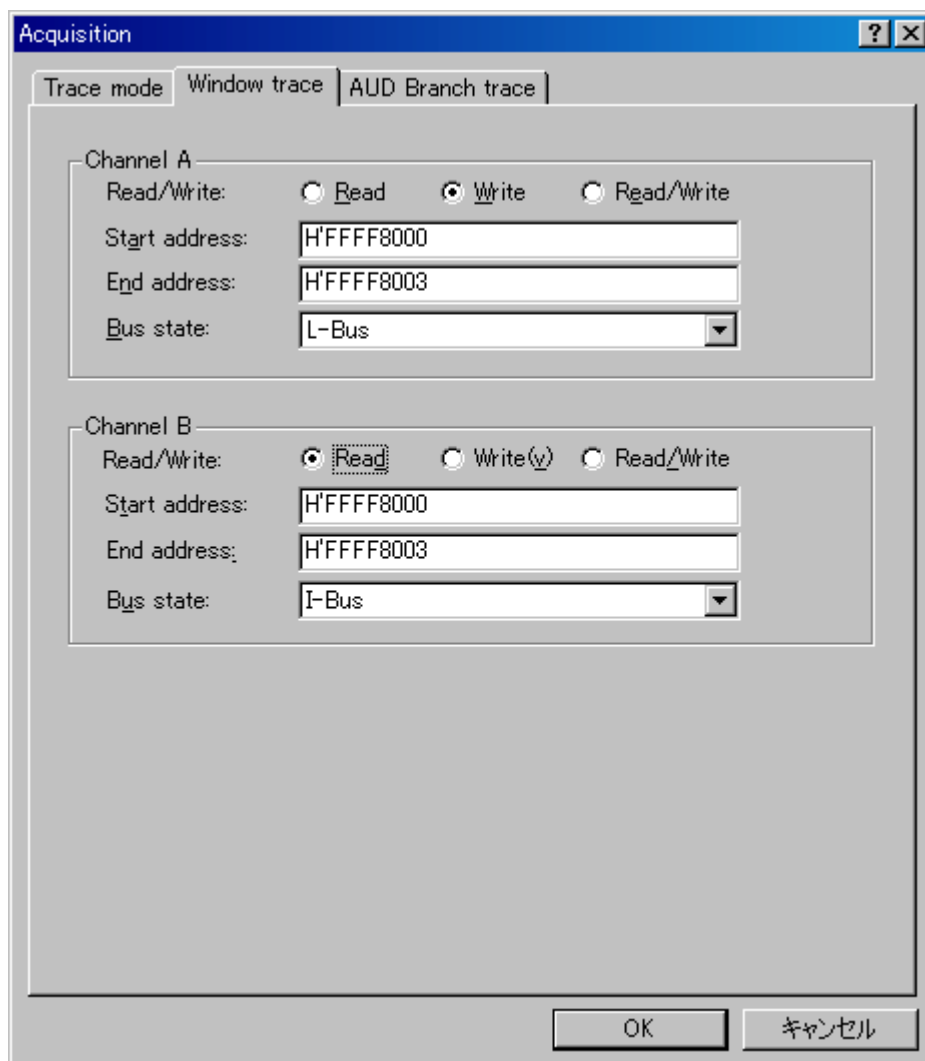 Acquisition
Trace mode Window trace AUD Branch trace
Channel A
Read/Write: Read Write Read/Write
Start address: H'FFFF8000
End address: H'FFFF8003
Bus state: L-Bus
Channel B
Read/Write: Read Write(v) Read/Write
Start address: H'FFFF8000
End address: H'FFFF8003
Bus state: I-Bus
OK キャンセル